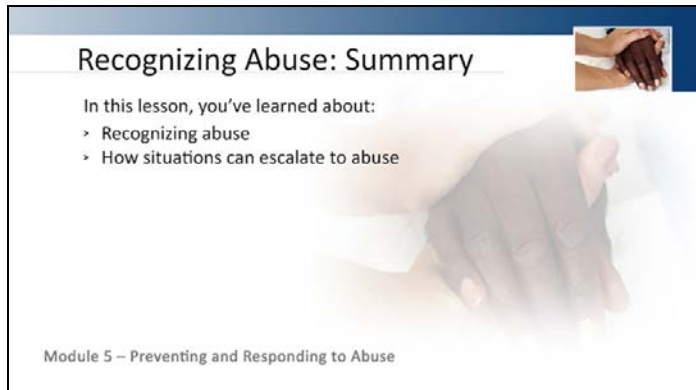 Recognizing Abuse: Summary
In this lesson, you've learned about:
> Recognizing abuse
> How situations can escalate to abuse
Module 5 – Preventing and Responding to Abuse